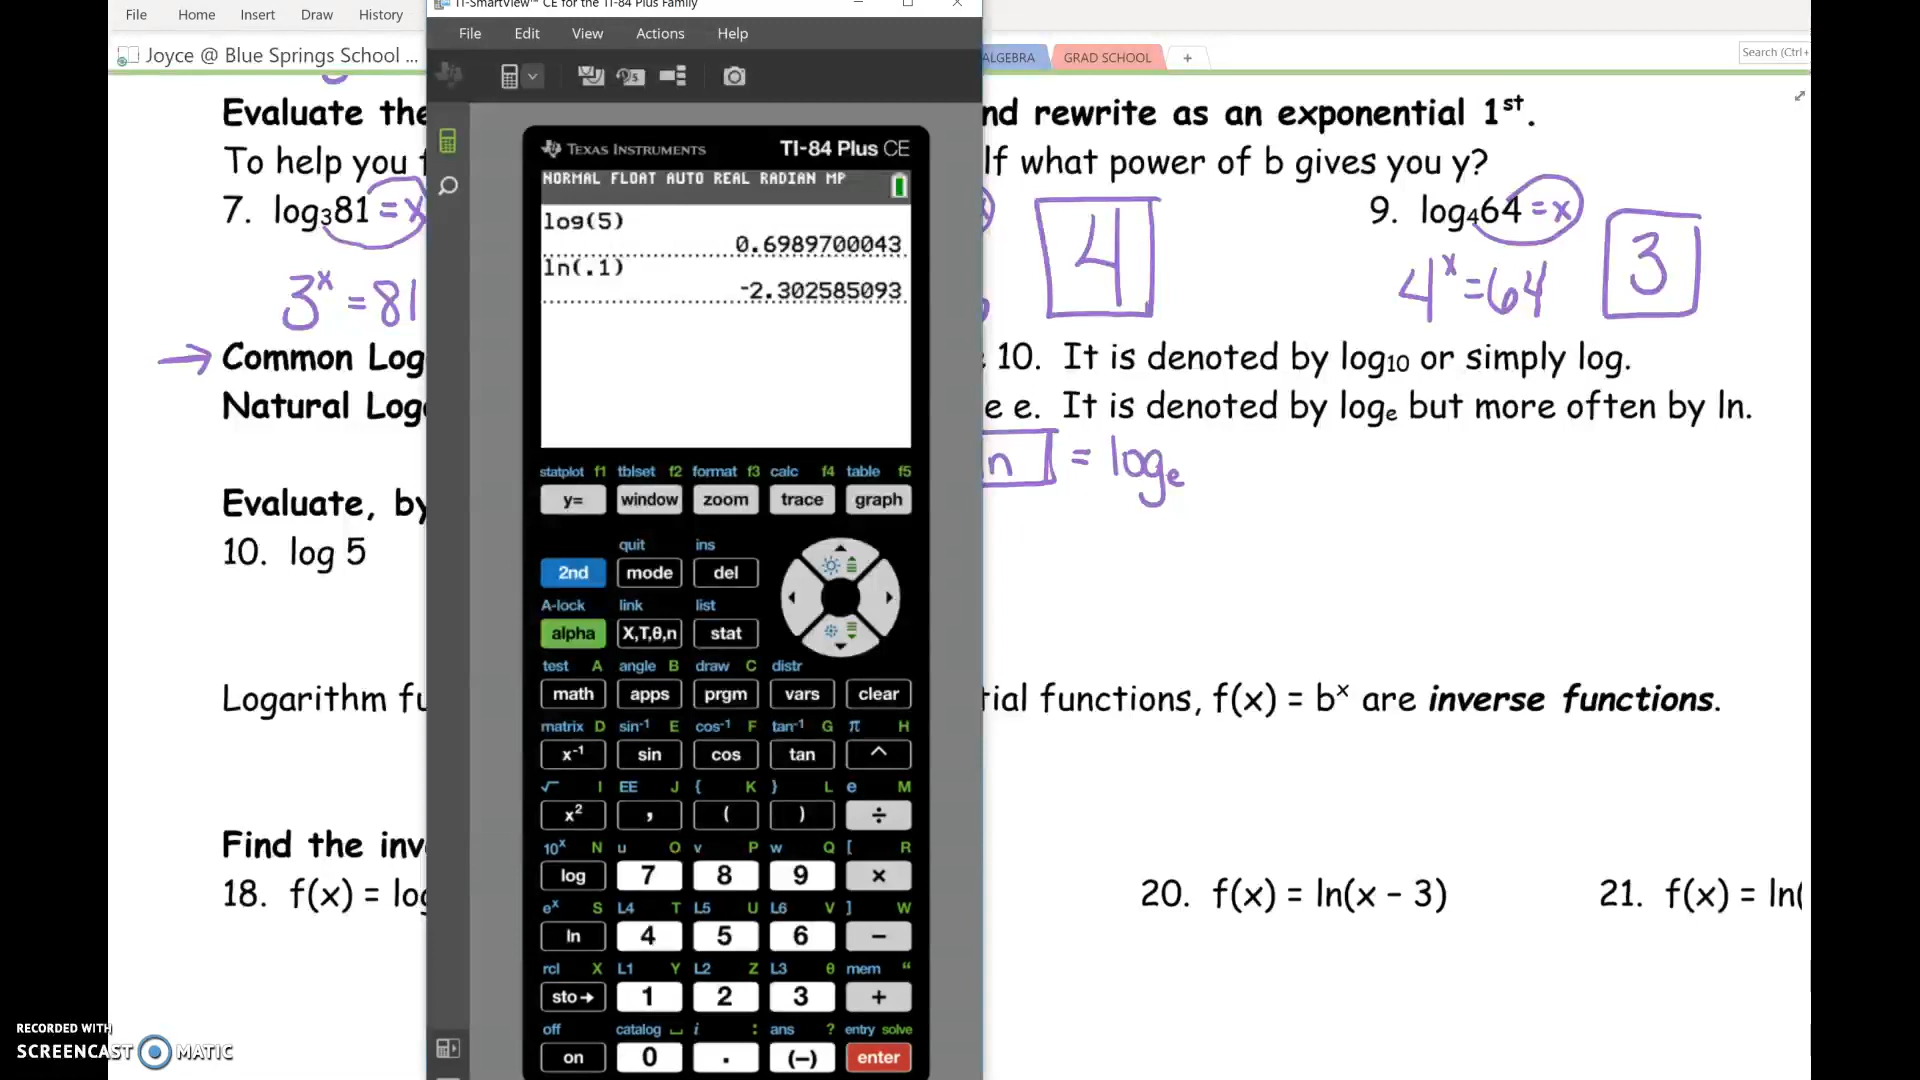 File Home Insert Draw History
TI-SmartView™ CE for the TI-84 Plus Family
File Edit View Actions Help
Joyce @ Blue Springs School ...
ALGEBRA GRAD SCHOOL +
Search (Ctrl+
Evaluate the nd rewrite as an exponential 1st.
To help you lf what power of b gives you y?
7. log₃81 = x
3ˣ = 81
4
9. log₄64 = x
4ˣ = 64
3
→ Common Log 10. It is denoted by log₁₀ or simply log.
Natural Log e e. It is denoted by logₑ but more often by ln.
n = logₑ
Evaluate, by
10. log 5
Logarithm fu tial functions, f(x) = bˣ are inverse functions.
Find the inv
18. f(x) = log
20. f(x) = ln(x – 3)
21. f(x) = ln(
TEXAS INSTRUMENTS TI-84 Plus CE
NORMAL FLOAT AUTO REAL RADIAN MP
log(5)
0.6989700043
ln(.1)
-2.302585093
statplot f1 tblset f2 format f3 calc f4 table f5
y= window zoom trace graph
quit ins
2nd mode del
A-lock link list
alpha X,T,θ,n stat
test A angle B draw C distr
math apps prgm vars clear
matrix D sin⁻¹ E cos⁻¹ F tan⁻¹ G π H
x⁻¹ sin cos tan ^
√ I EE J { K } L e M
x² , ( ) ÷
10ˣ N u O v P w Q [ R
log 7 8 9 ×
eˣ S L4 T L5 U L6 V ] W
ln 4 5 6 −
rcl X L1 Y L2 Z L3 θ mem "
sto→ 1 2 3 +
off catalog ⎵ i : ans ? entry solve
on 0 . (−) enter
RECORDED WITH
SCREENCAST MATIC